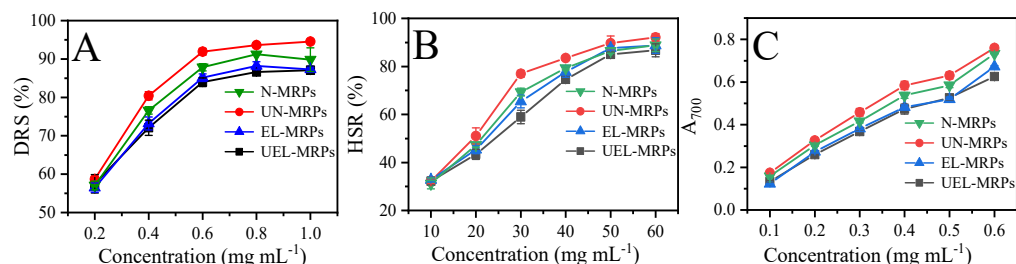 A
DRS (%)
100
90
80
70
60
50
N-MRPs
UN-MRPs
EL-MRPs
UEL-MRPs
0.2 0.4 0.6 0.8 1.0
Concentration (mg mL⁻¹)
B
HSR (%)
100
80
60
40
20
0
N-MRPs
UN-MRPs
EL-MRPs
UEL-MRPs
10 20 30 40 50 60
Concentration (mg mL⁻¹)
C
A₇₀₀
0.8
0.6
0.4
0.2
0.0
N-MRPs
UN-MRPs
EL-MRPs
UEL-MRPs
0.1 0.2 0.3 0.4 0.5 0.6
Concentration (mg mL⁻¹)